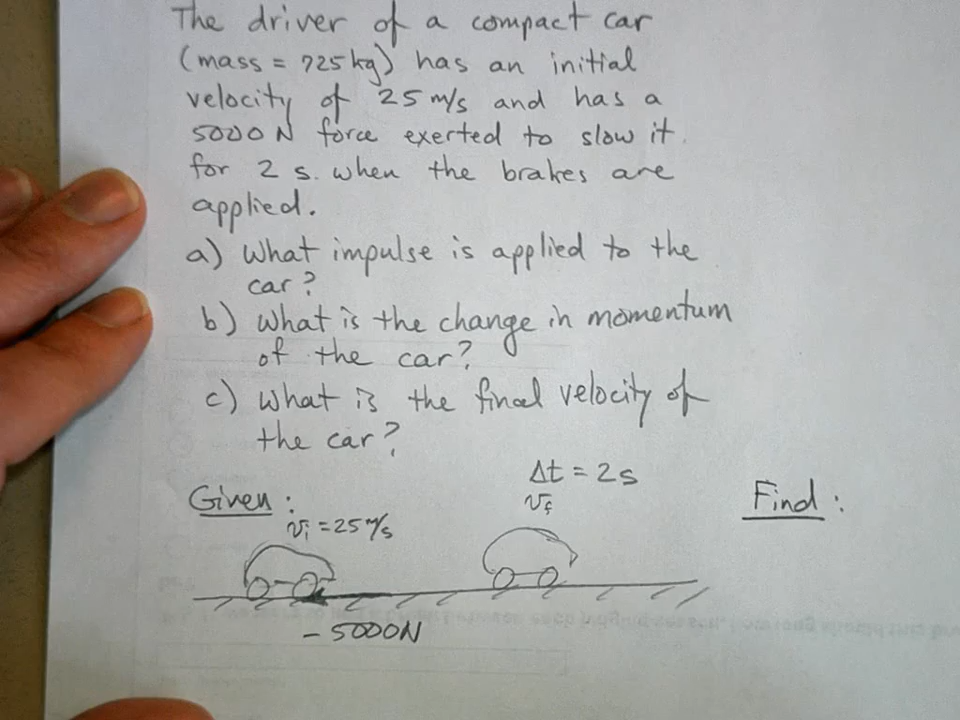 The driver of a compact car
(mass = 725 kg) has an initial
velocity of 25 m/s and has a
5000 N force exerted to slow it
for 2 s. when the brakes are
applied.
a) What impulse is applied to the
car?
b) What is the change in momentum
of the car?
c) What is the final velocity of
the car?
Δt = 2s
Given:
vi = 25 m/s
vf
Find:
- 5000N